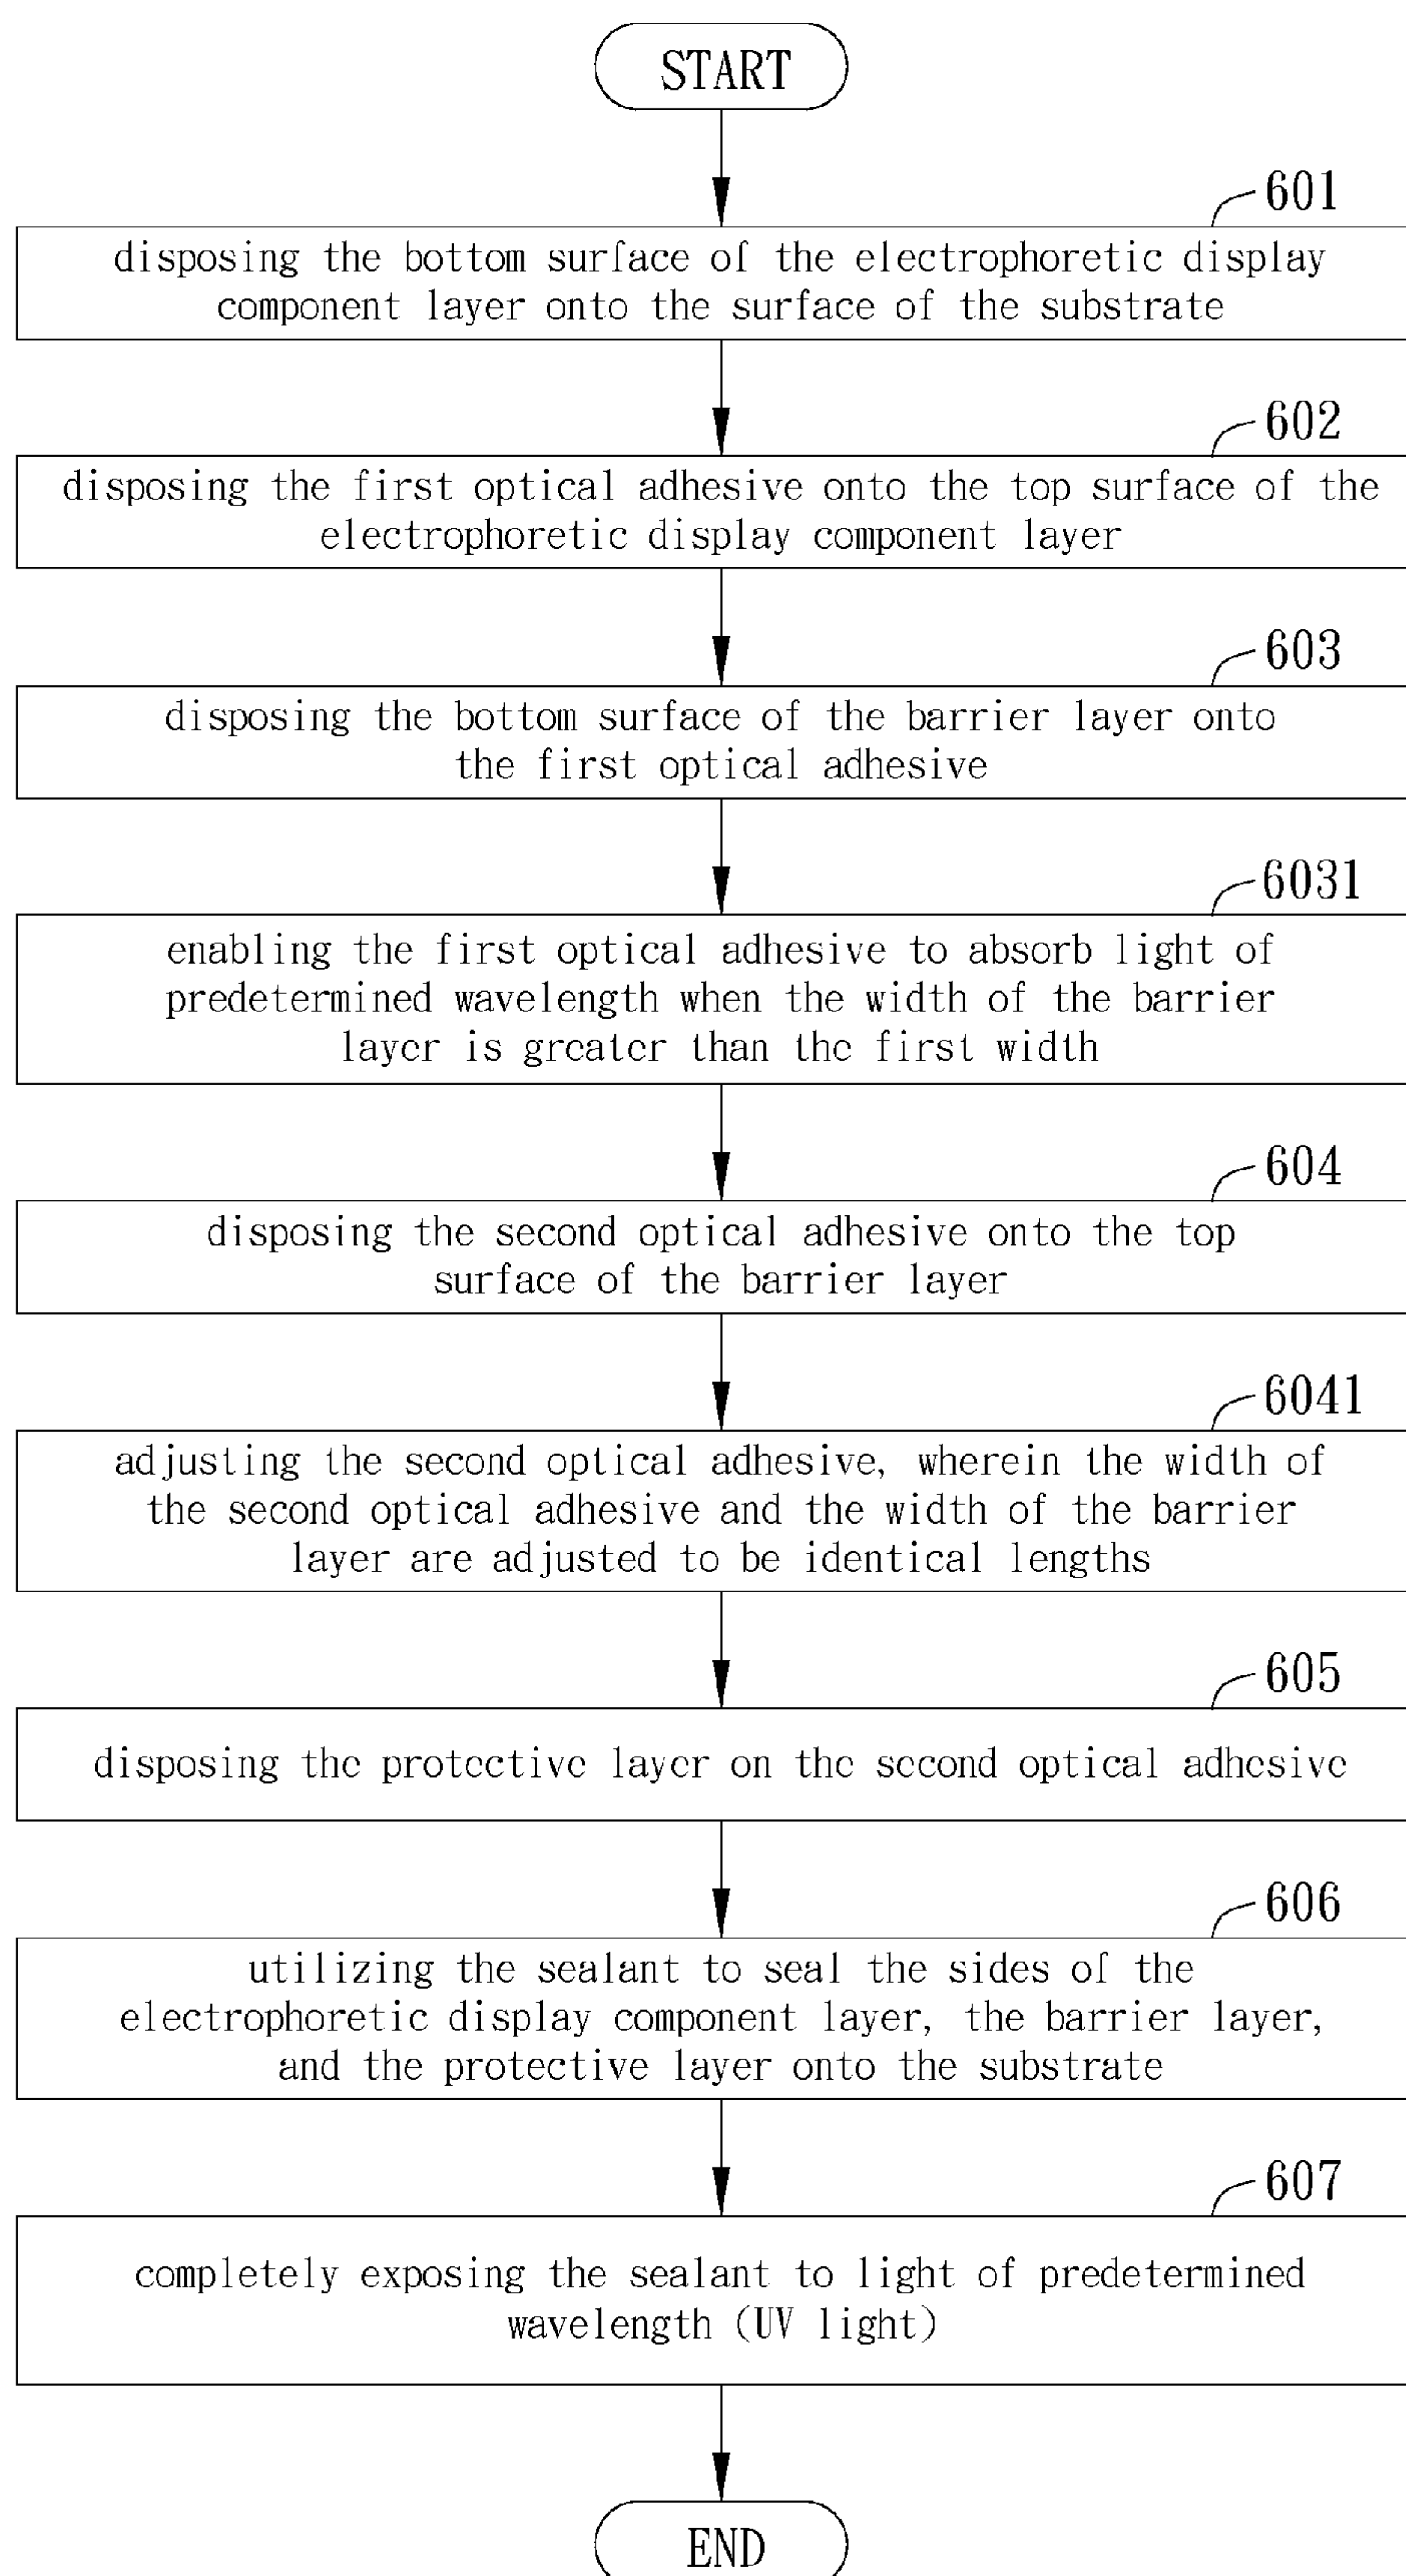 START
601
disposing the bottom surface of the electrophoretic display
component layer onto the surface of the substrate
602
disposing the first optical adhesive onto the top surface of the
electrophoretic display component layer
603
disposing the bottom surface of the barrier layer onto
the first optical adhesive
6031
enabling the first optical adhesive to absorb light of
predetermined wavelength when the width of the barrier
layer is greater than the first width
604
disposing the second optical adhesive onto the top
surface of the barrier layer
6041
adjusting the second optical adhesive, wherein the width of
the second optical adhesive and the width of the barrier
layer are adjusted to be identical lengths
605
disposing the protective layer on the second optical adhesive
606
utilizing the sealant to seal the sides of the
electrophoretic display component layer, the barrier layer,
and the protective layer onto the substrate
607
completely exposing the sealant to light of predetermined
wavelength (UV light)
END